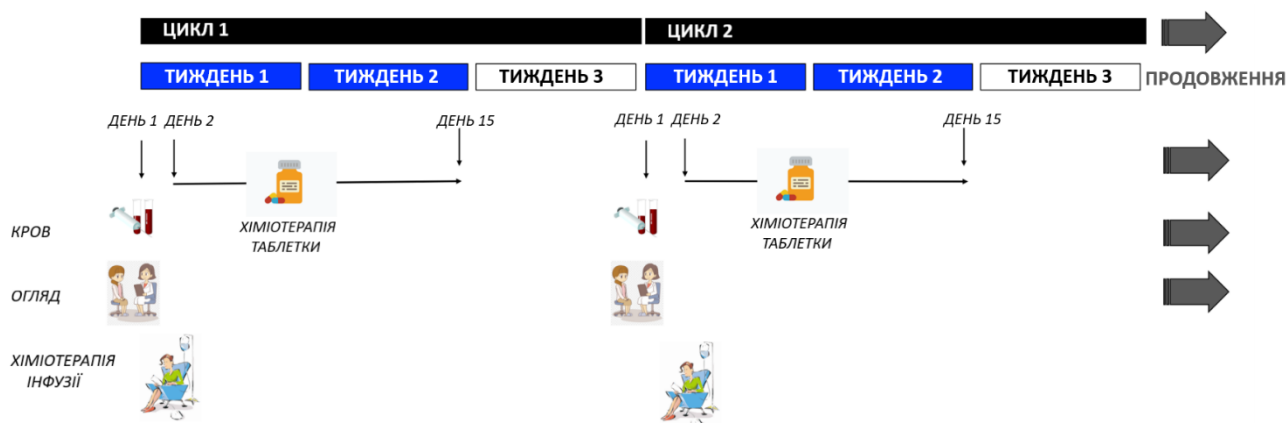 ЦИКЛ 1
ЦИКЛ 2
ТИЖДЕНЬ 1
ТИЖДЕНЬ 2
ТИЖДЕНЬ 3
ТИЖДЕНЬ 1
ТИЖДЕНЬ 2
ТИЖДЕНЬ 3
ПРОДОВЖЕННЯ
ДЕНЬ 1
ДЕНЬ 2
ДЕНЬ 15
ДЕНЬ 1
ДЕНЬ 2
ДЕНЬ 15
КРОВ
ХІМІОТЕРАПІЯ
ТАБЛЕТКИ
ХІМІОТЕРАПІЯ
ТАБЛЕТКИ
ОГЛЯД
ХІМІОТЕРАПІЯ
ІНФУЗІЇ